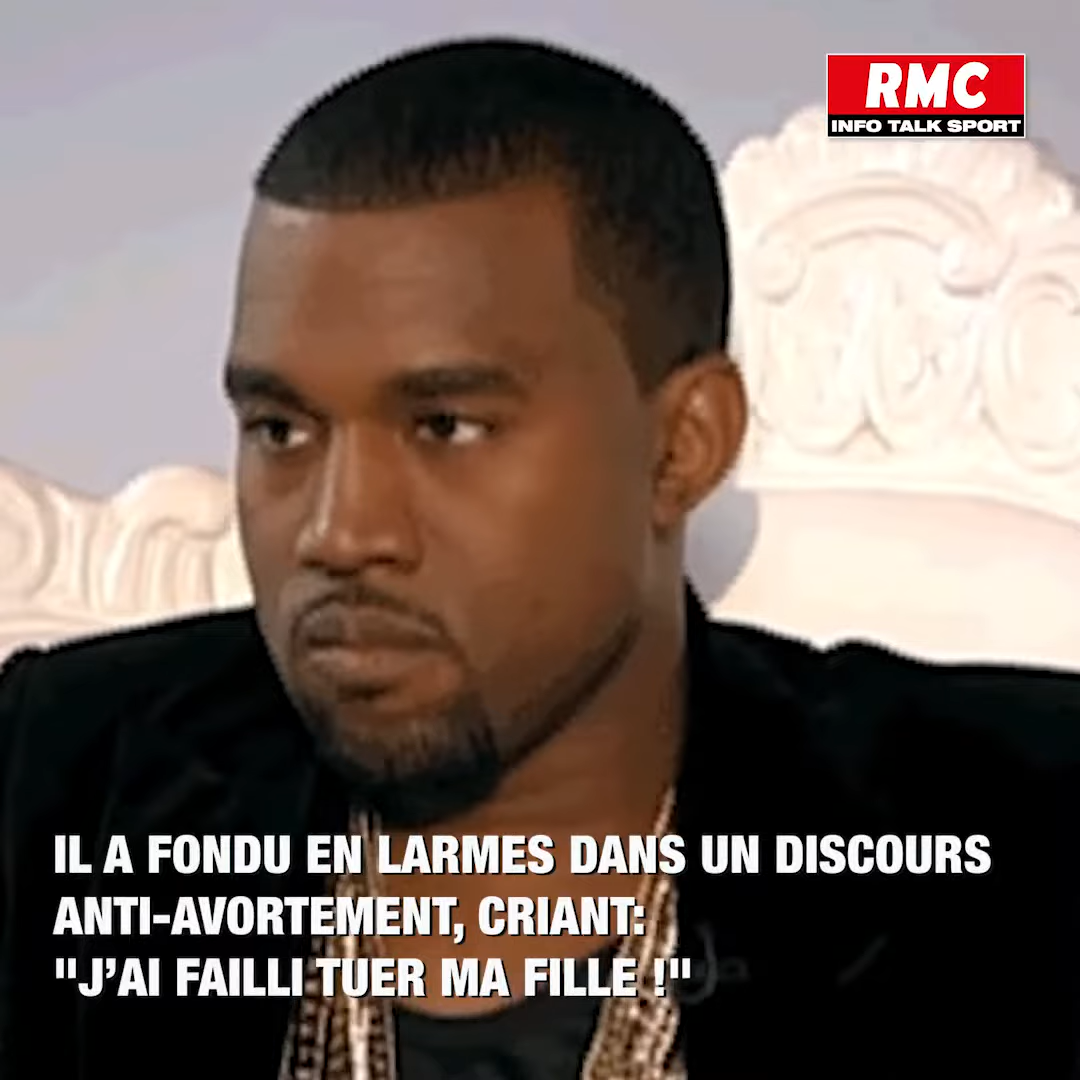 RMC
INFO TALK SPORT
IL A FONDU EN LARMES DANS UN DISCOURS
ANTI-AVORTEMENT, CRIANT:
"J’AI FAILLI TUER MA FILLE !"